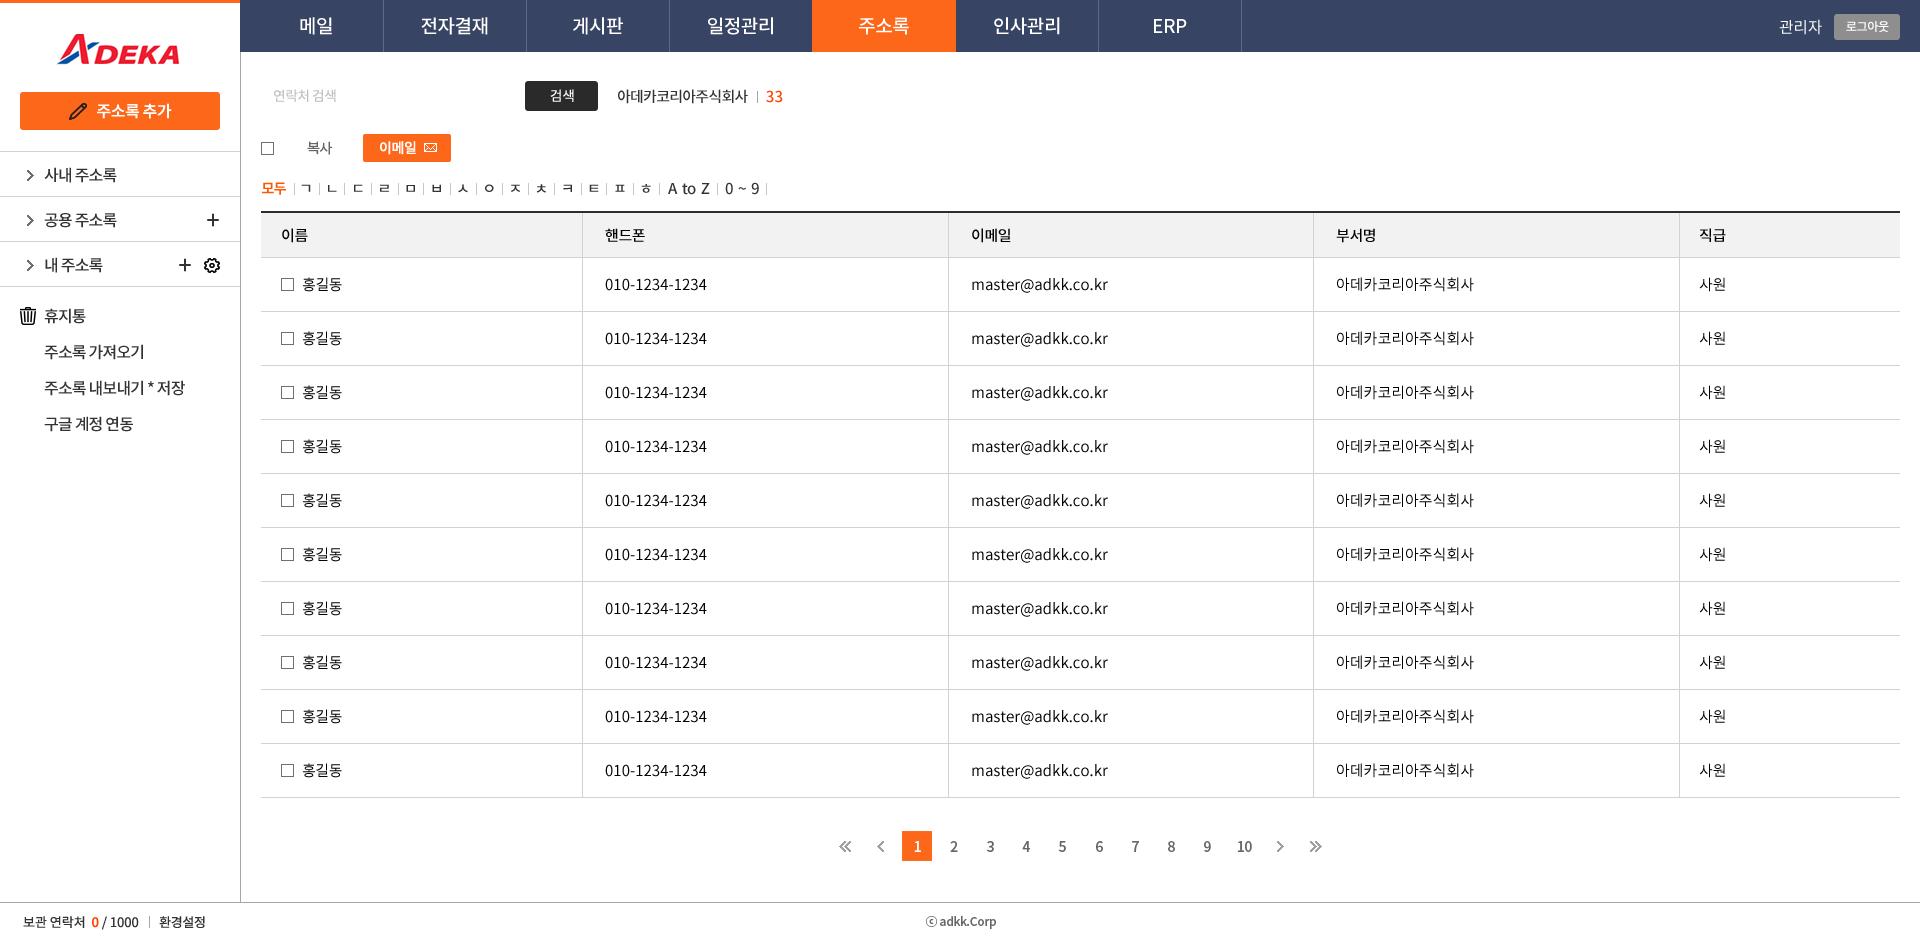 ADEKA
메일 전자결재 게시판 일정관리 주소록 인사관리 ERP 관리자 로그아웃
주소록 추가
사내 주소록
공용 주소록
내 주소록
휴지통
주소록 가져오기
주소록 내보내기 * 저장
구글 계정 연동
연락처 검색 검색 아데카코리아주식회사 | 33
복사 이메일
모두 | ㄱ | ㄴ | ㄷ | ㄹ | ㅁ | ㅂ | ㅅ | ㅇ | ㅈ | ㅊ | ㅋ | ㅌ | ㅍ | ㅎ | A to Z | 0 ~ 9 |
이름 핸드폰 이메일 부서명 직급
홍길동 010-1234-1234 master@adkk.co.kr 아데카코리아주식회사 사원
홍길동 010-1234-1234 master@adkk.co.kr 아데카코리아주식회사 사원
홍길동 010-1234-1234 master@adkk.co.kr 아데카코리아주식회사 사원
홍길동 010-1234-1234 master@adkk.co.kr 아데카코리아주식회사 사원
홍길동 010-1234-1234 master@adkk.co.kr 아데카코리아주식회사 사원
홍길동 010-1234-1234 master@adkk.co.kr 아데카코리아주식회사 사원
홍길동 010-1234-1234 master@adkk.co.kr 아데카코리아주식회사 사원
홍길동 010-1234-1234 master@adkk.co.kr 아데카코리아주식회사 사원
홍길동 010-1234-1234 master@adkk.co.kr 아데카코리아주식회사 사원
홍길동 010-1234-1234 master@adkk.co.kr 아데카코리아주식회사 사원
1 2 3 4 5 6 7 8 9 10
보관 연락처 0 / 1000 | 환경설정
ⓒ adkk.Corp